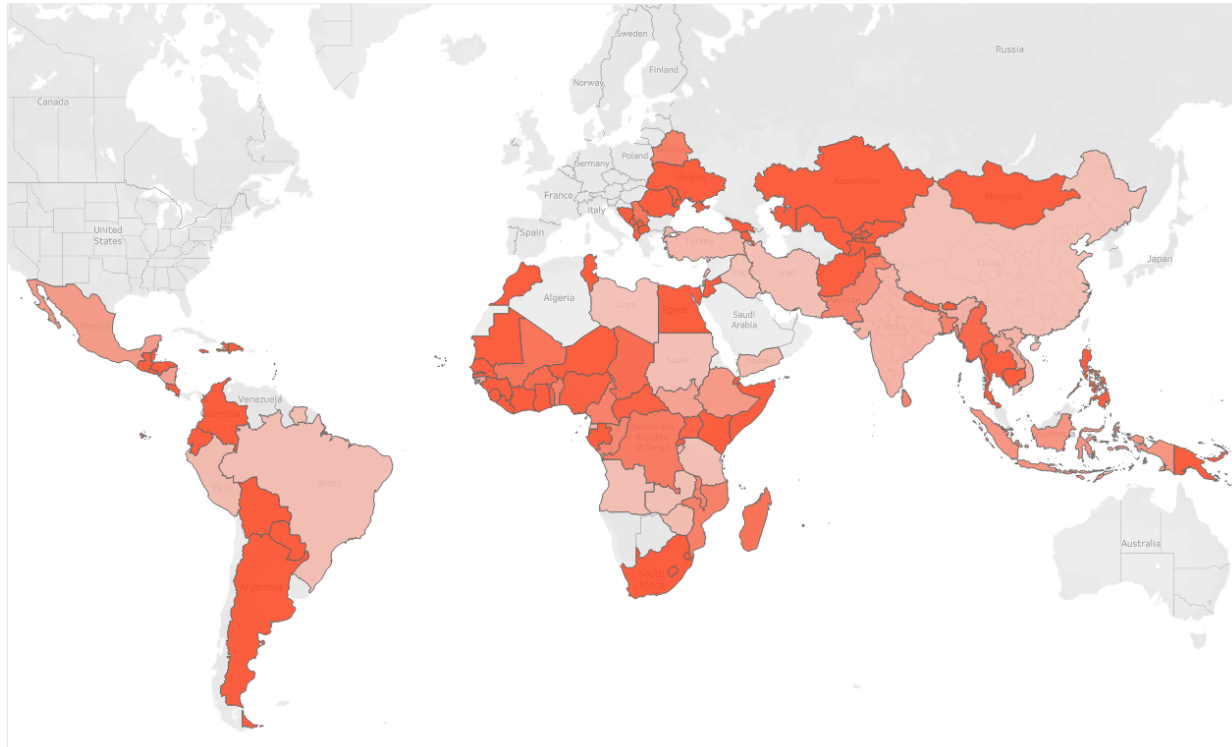 Sweden
Russia
Finland
Norway
Canada
Poland
Germany
Ukraine
Kazakhstan
France
Mongolia
Italy
United
States
Spain
Turkey
China
Japan
Iran
Algeria
Libya
Egypt
Pakistan
Saudi
Arabia
India
Mexico
Sudan
Venezuela
Colombia
Democratic
Republic
of Congo
Indonesia
Peru
Brazil
Australia
South
Africa
Argentina